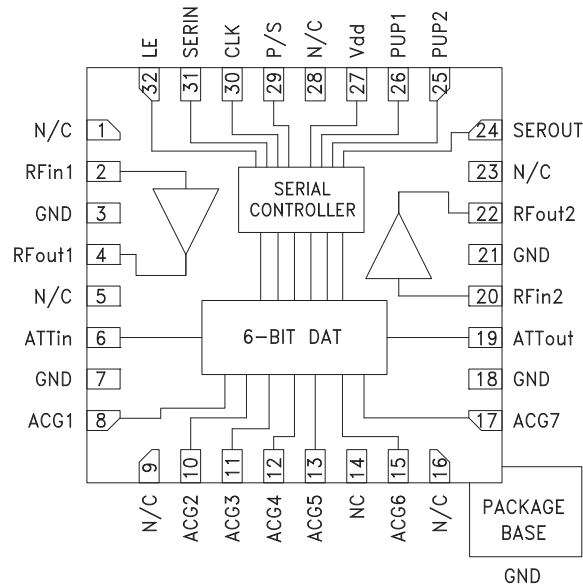 LE
SERIN
CLK
P/S
N/C
Vdd
PUP1
PUP2
32
31
30
29
28
27
26
25
N/C 1
RFin1 2
GND 3
RFout1 4
N/C 5
ATTin 6
GND 7
ACG1 8
SERIAL
CONTROLLER
6-BIT DAT
24 SEROUT
23 N/C
22 RFout2
21 GND
20 RFin2
19 ATTout
18 GND
17 ACG7
9
10
11
12
13
14
15
16
N/C
ACG2
ACG3
ACG4
ACG5
NC
ACG6
N/C
PACKAGE
BASE
GND